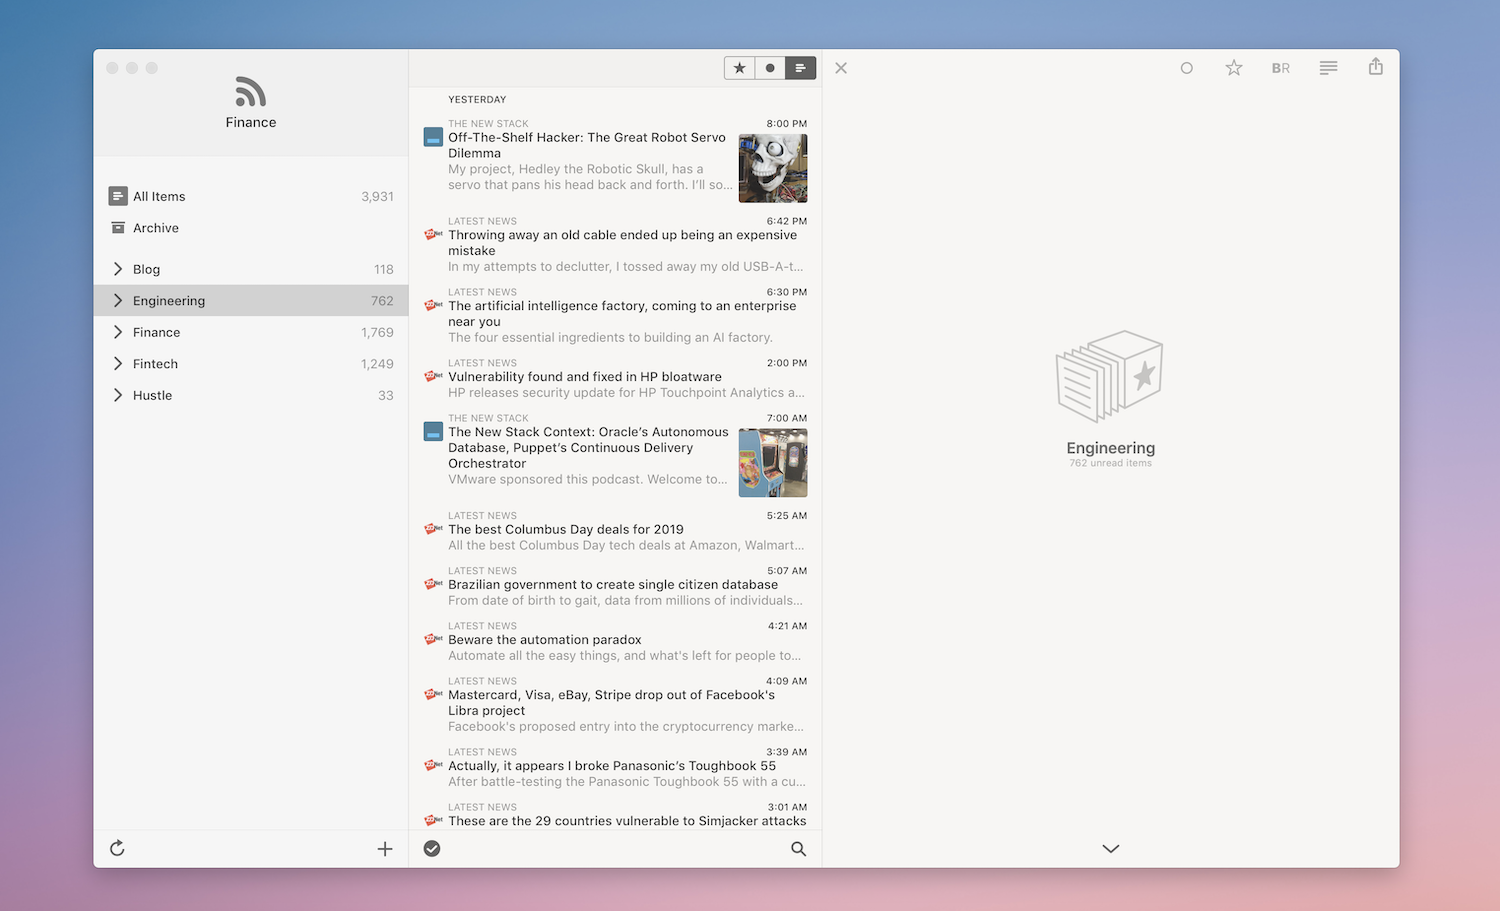 Finance
All Items 3,931
Archive
Blog 118
Engineering 762
Finance 1,769
Fintech 1,249
Hustle 33
YESTERDAY
THE NEW STACK 8:00 PM
Off-The-Shelf Hacker: The Great Robot Servo
Dilemma
My project, Hedley the Robotic Skull, has a
servo that pans his head back and forth. I'll so...
LATEST NEWS 6:42 PM
Throwing away an old cable ended up being an expensive
mistake
In my attempts to declutter, I tossed away my old USB-A-t...
LATEST NEWS 6:30 PM
The artificial intelligence factory, coming to an enterprise
near you
The four essential ingredients to building an AI factory.
LATEST NEWS 2:00 PM
Vulnerability found and fixed in HP bloatware
HP releases security update for HP Touchpoint Analytics a...
THE NEW STACK 7:00 AM
The New Stack Context: Oracle's Autonomous
Database, Puppet's Continuous Delivery
Orchestrator
VMware sponsored this podcast. Welcome to...
LATEST NEWS 5:25 AM
The best Columbus Day deals for 2019
All the best Columbus Day tech deals at Amazon, Walmart...
LATEST NEWS 5:07 AM
Brazilian government to create single citizen database
From date of birth to gait, data from millions of individuals...
LATEST NEWS 4:21 AM
Beware the automation paradox
Automate all the easy things, and what's left for people to...
LATEST NEWS 4:09 AM
Mastercard, Visa, eBay, Stripe drop out of Facebook's
Libra project
Facebook's proposed entry into the cryptocurrency marke...
LATEST NEWS 3:39 AM
Actually, it appears I broke Panasonic's Toughbook 55
After battle-testing the Panasonic Toughbook 55 with a cu...
LATEST NEWS 3:01 AM
These are the 29 countries vulnerable to Simjacker attacks
BR
Engineering
762 unread items